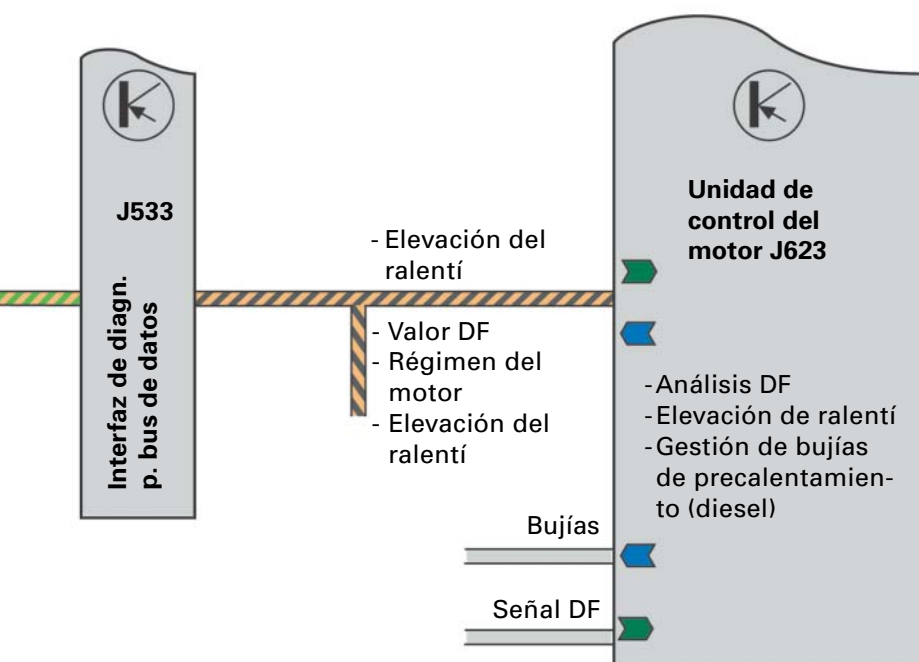 J533
Interfaz de diagn.
p. bus de datos
- Elevación del
ralentí
- Valor DF
- Régimen del
motor
- Elevación del
ralentí
Unidad de
control del
motor J623
- Análisis DF
- Elevación de ralentí
- Gestión de bujías
de precalentamien-
to (diesel)
Bujías
Señal DF